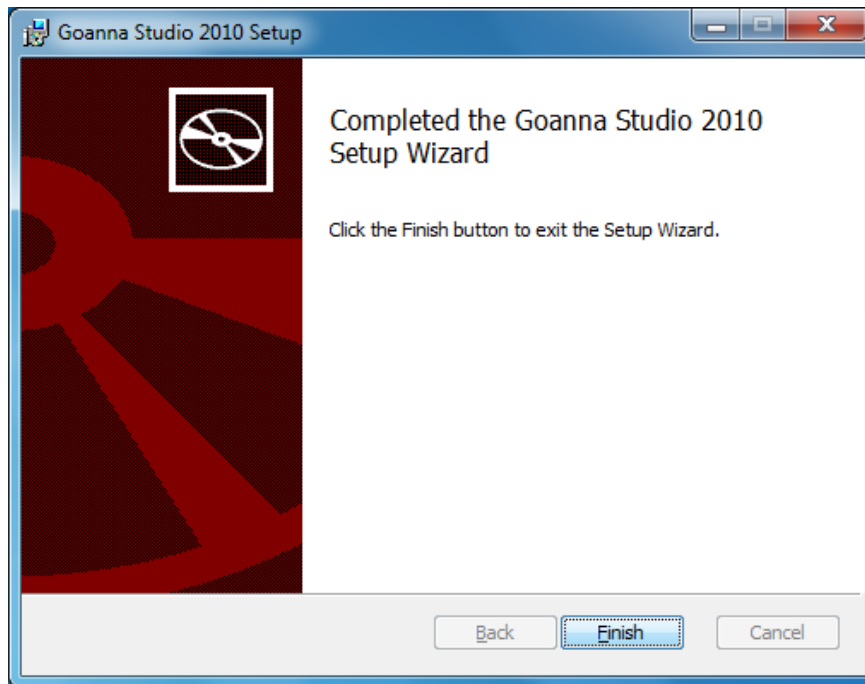 Goanna Studio 2010 Setup
Completed the Goanna Studio 2010
Setup Wizard
Click the Finish button to exit the Setup Wizard.
Back Finish Cancel